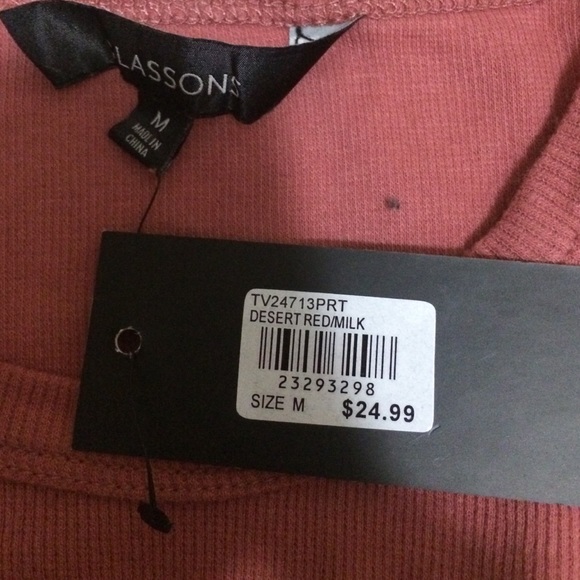 LASSONS
M
MADE IN
CHINA
TV24713PRT
DESERT RED/MILK
23293298
SIZE M $24.99